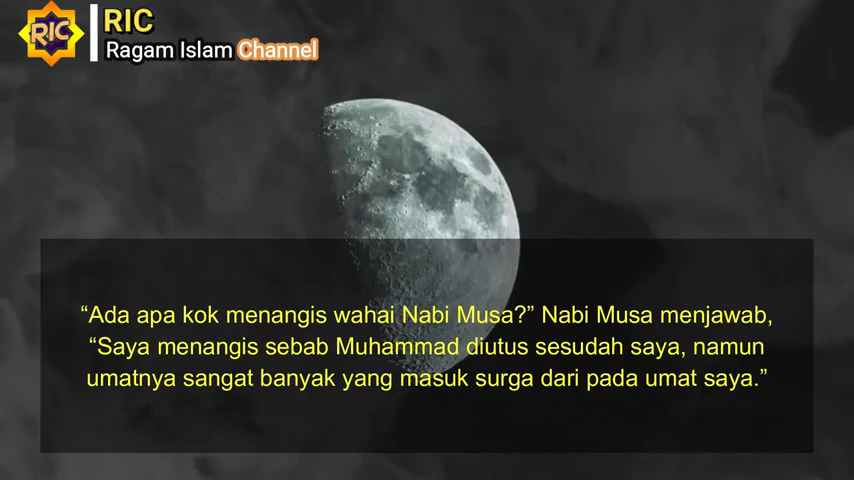 RIC
RIC
Ragam Islam Channel
“Ada apa kok menangis wahai Nabi Musa?” Nabi Musa menjawab,
“Saya menangis sebab Muhammad diutus sesudah saya, namun
umatnya sangat banyak yang masuk surga dari pada umat saya.”